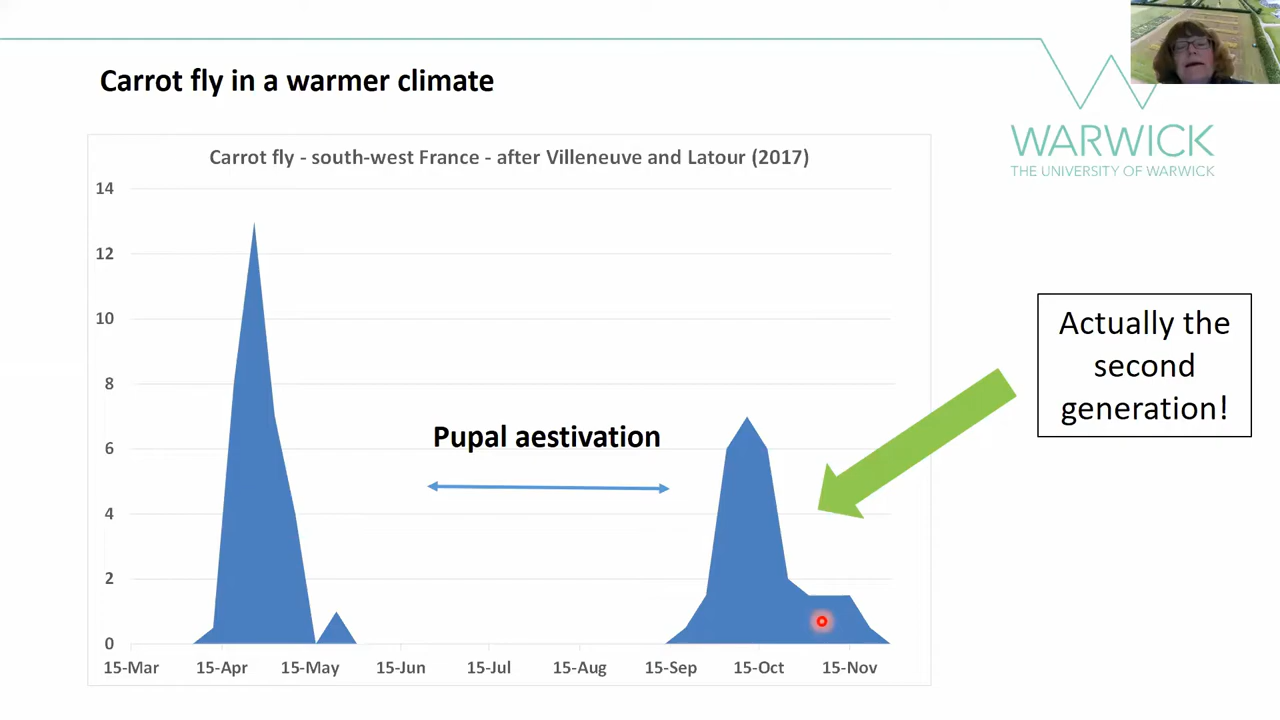 Carrot fly in a warmer climate
WARWICK
THE UNIVERSITY OF WARWICK
Carrot fly - south-west France - after Villeneuve and Latour (2017)
14
12
10
8
6
4
2
0
Pupal aestivation
Actually the
second
generation!
15-Mar 15-Apr 15-May 15-Jun 15-Jul 15-Aug 15-Sep 15-Oct 15-Nov